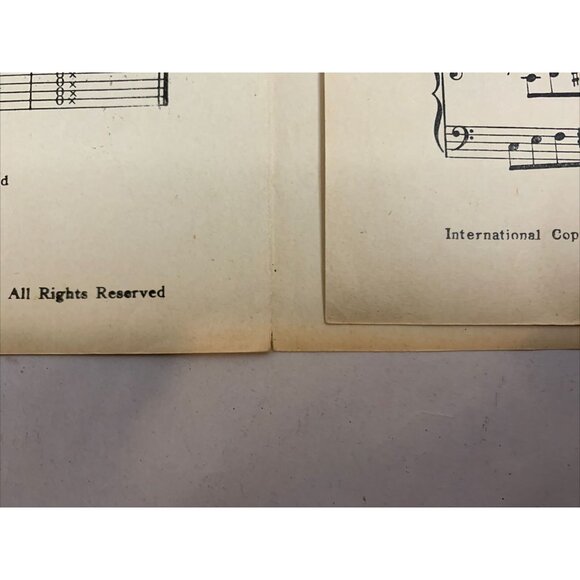 d
All Rights Reserved
International Cop